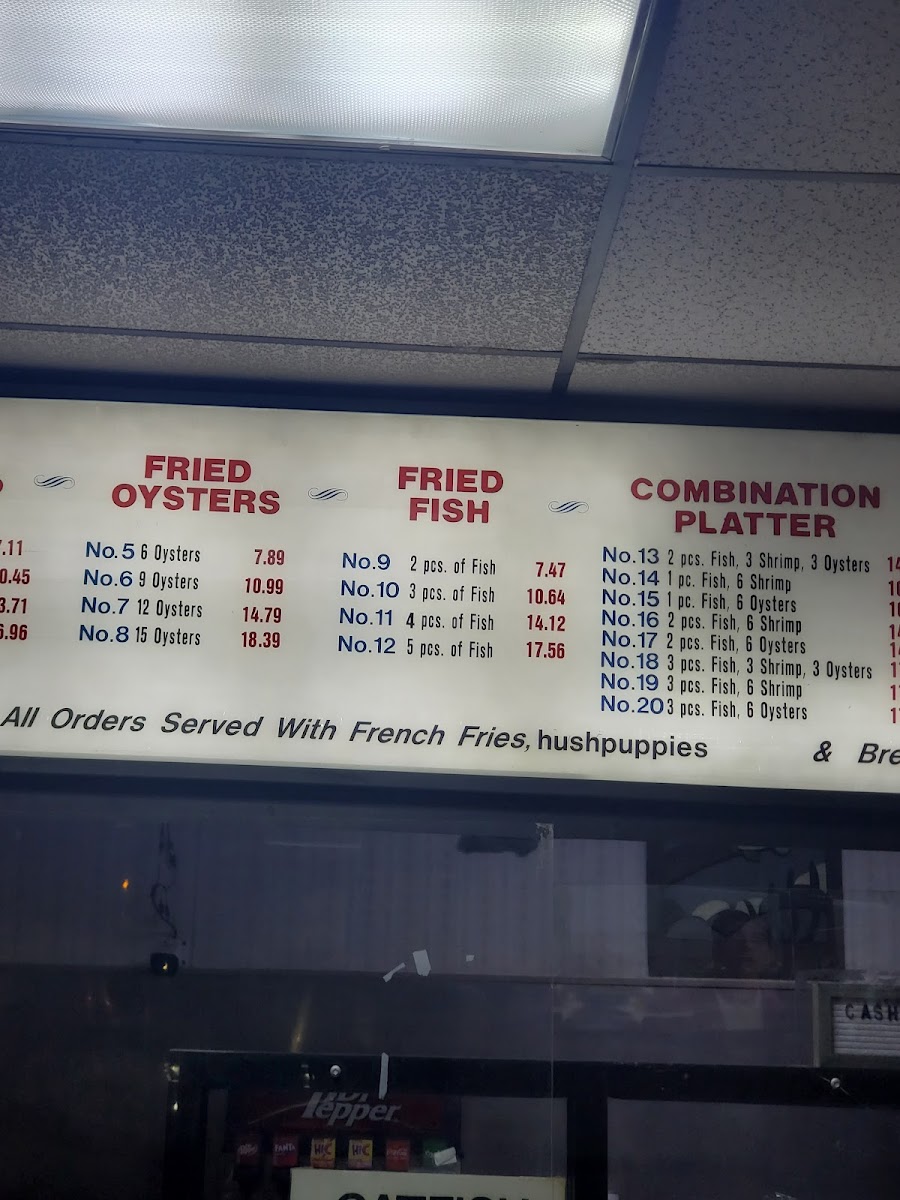 FRIED
OYSTERS
No.5 6 Oysters 7.89
No.6 9 Oysters 10.99
No.7 12 Oysters 14.79
No.8 15 Oysters 18.39
FRIED
FISH
No.9 2 pcs. of Fish 7.47
No.10 3 pcs. of Fish 10.64
No.11 4 pcs. of Fish 14.12
No.12 5 pcs. of Fish 17.56
COMBINATION
PLATTER
No.13 2 pcs. Fish, 3 Shrimp, 3 Oysters
No.14 1 pc. Fish, 6 Shrimp
No.15 1 pc. Fish, 6 Oysters
No.16 2 pcs. Fish, 6 Shrimp
No.17 2 pcs. Fish, 6 Oysters
No.18 3 pcs. Fish, 3 Shrimp, 3 Oysters
No.19 3 pcs. Fish, 6 Shrimp
No.20 3 pcs. Fish, 6 Oysters
All Orders Served With French Fries, hushpuppies & Bre
CASH
Pepper
FANTA HI-C HI-C